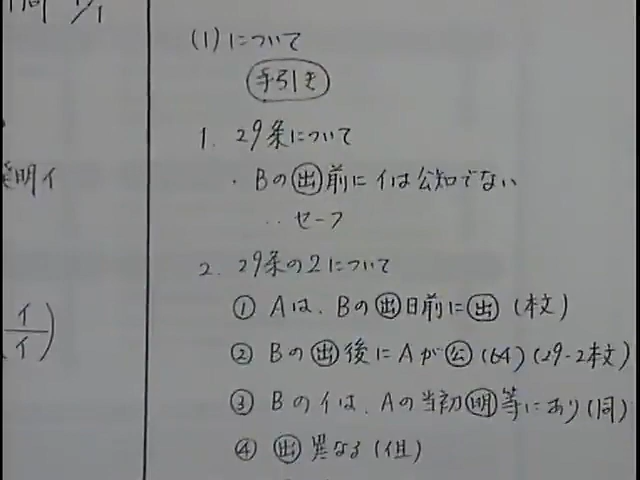 (1)について
手引き
1. 29条について
・Bの出前にイは公知でない
∴セーフ
2. 29条の2について
① Aは、Bの出日前に出(本文)
② Bの出後にAが公(64)(29-2本文)
③ Bのイは、Aの当初明等にあり(同)
④ 出異なる(但)
明イ
イ
イ